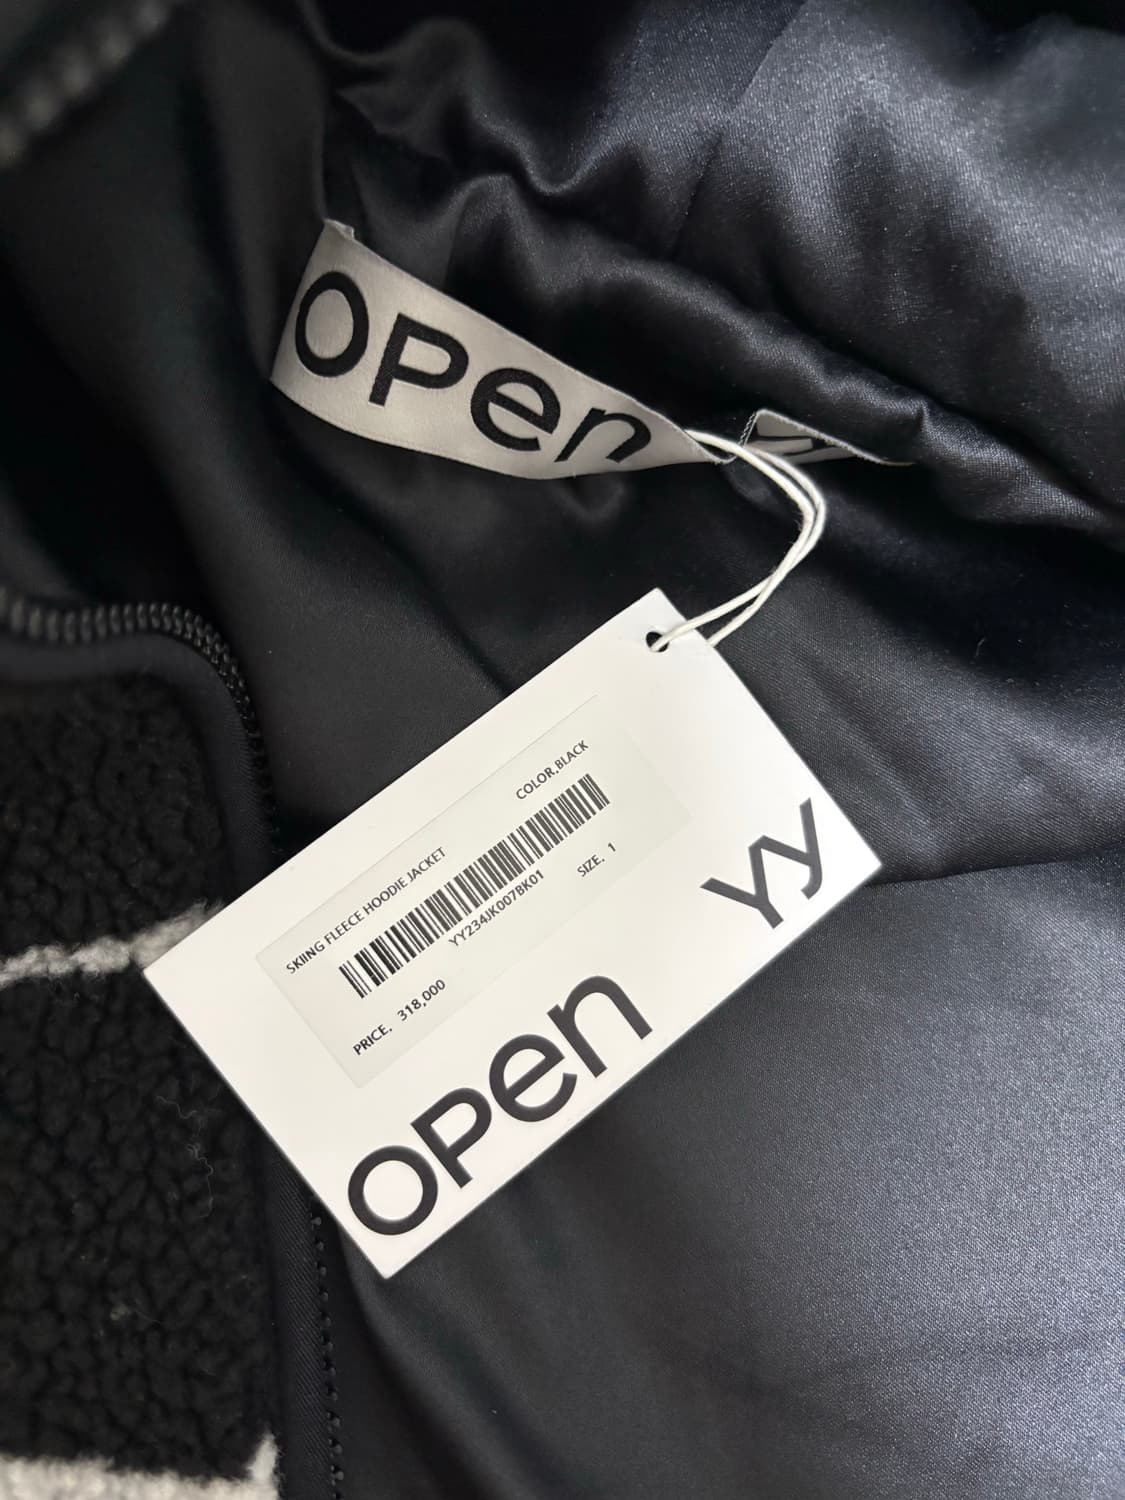 OPen
COLOR. BLACK
SKIING FLEECE HOODIE JACKET
YY234JK007BK01
SIZE. 1
PRICE. 318,000
OPen
YY